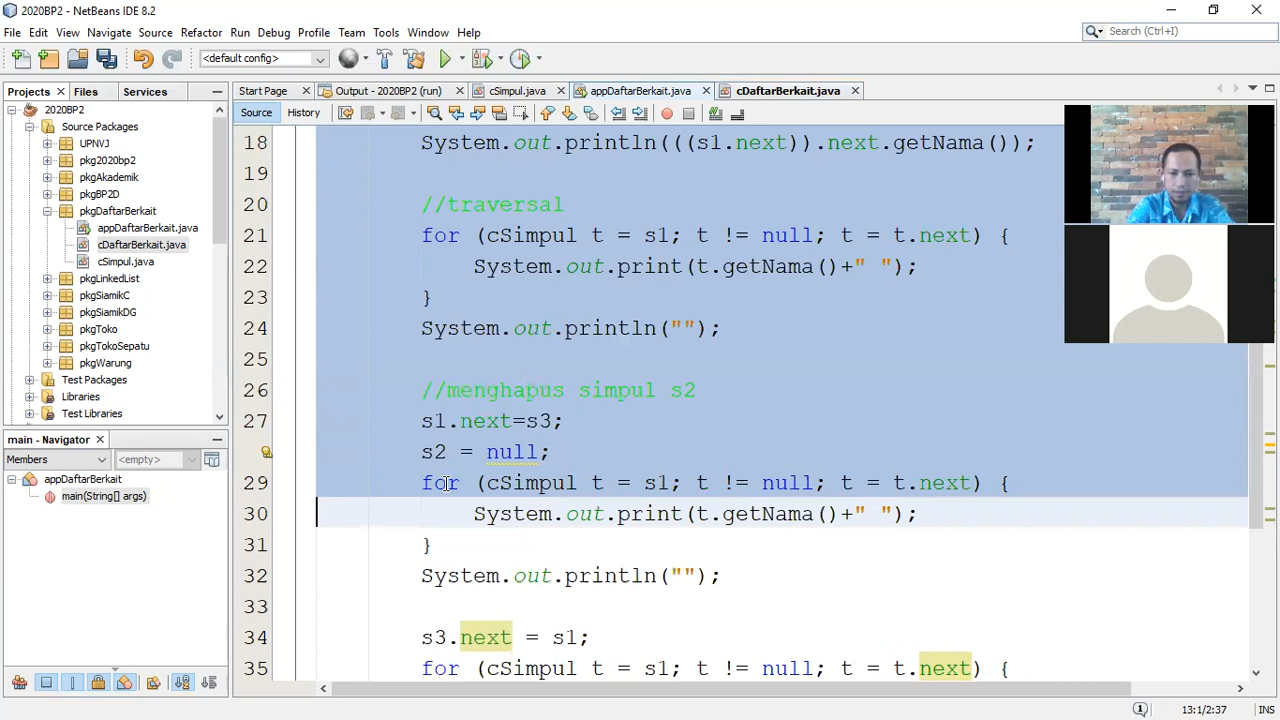 2020BP2 - NetBeans IDE 8.2
File Edit View Navigate Source Refactor Run Debug Profile Team Tools Window Help
Search (Ctrl+I)
<default config>
Projects Files Services
Start Page Output - 2020BP2 (run) cSimpul.java appDaftarBerkait.java cDaftarBerkait.java
Source History
2020BP2
Source Packages
UPNVJ
pkg2020bp2
pkgAkademik
pkgBP2D
pkgDaftarBerkait
appDaftarBerkait.java
cDaftarBerkait.java
cSimpul.java
pkgLinkedList
pkgSiamikC
pkgSiamikDG
pkgToko
pkgTokoSepatu
pkgWarung
Test Packages
Libraries
Test Libraries
main - Navigator
Members <empty>
appDaftarBerkait
main(String[] args)
18 System.out.println(((s1.next)).next.getNama());
19
20 //traversal
21 for (cSimpul t = s1; t != null; t = t.next) {
22 System.out.print(t.getNama()+" ");
23 }
24 System.out.println("");
25
26 //menghapus simpul s2
27 s1.next=s3;
s2 = null;
29 for (cSimpul t = s1; t != null; t = t.next) {
30 System.out.print(t.getNama()+" ");
31 }
32 System.out.println("");
33
34 s3.next = s1;
35 for (cSimpul t = s1; t != null; t = t.next) {
13:1/2:37 INS